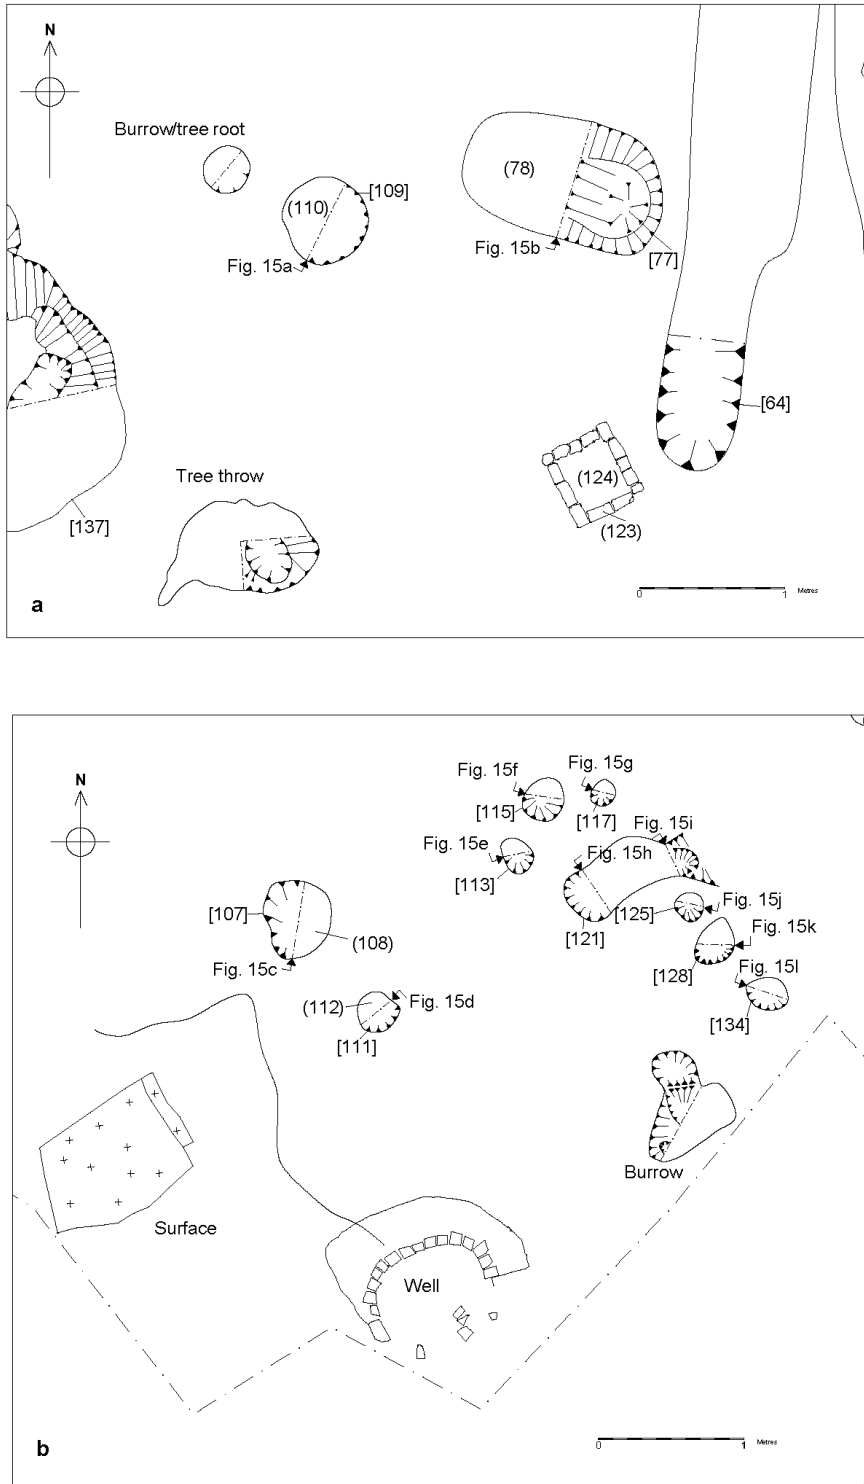 N
Burrow/tree root
(110)
[109]
Fig. 15a
(78)
Fig. 15b
[77]
[64]
[137]
Tree throw
(124)
(123)
0 1 Metres
a
N
Fig. 15f
Fig. 15g
[115]
[117]
Fig. 15i
Fig. 15e
Fig. 15h
[113]
[107]
(108)
[121]
[125]
Fig. 15j
Fig. 15k
Fig. 15c
[128]
Fig. 15l
(112)
Fig. 15d
[111]
[134]
Burrow
Surface
Well
0 1 Metres
b